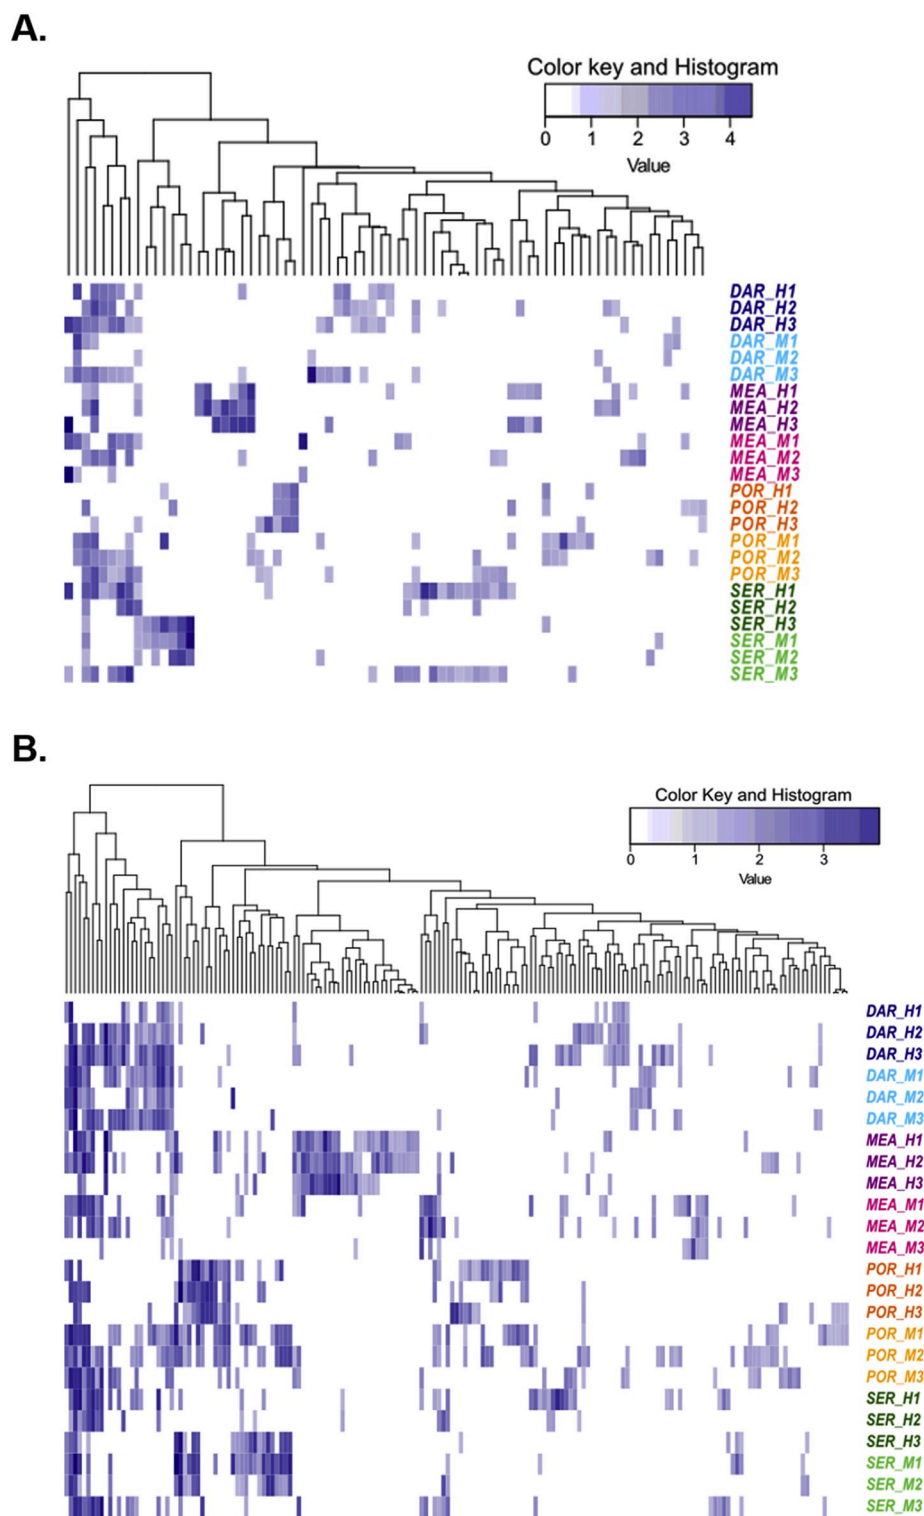 A.
Color key and Histogram
0 1 2 3 4
Value
DAR_H1
DAR_H2
DAR_H3
DAR_M1
DAR_M2
DAR_M3
MEA_H1
MEA_H2
MEA_H3
MEA_M1
MEA_M2
MEA_M3
POR_H1
POR_H2
POR_H3
POR_M1
POR_M2
POR_M3
SER_H1
SER_H2
SER_H3
SER_M1
SER_M2
SER_M3
B.
Color Key and Histogram
0 1 2 3
Value
DAR_H1
DAR_H2
DAR_H3
DAR_M1
DAR_M2
DAR_M3
MEA_H1
MEA_H2
MEA_H3
MEA_M1
MEA_M2
MEA_M3
POR_H1
POR_H2
POR_H3
POR_M1
POR_M2
POR_M3
SER_H1
SER_H2
SER_H3
SER_M1
SER_M2
SER_M3